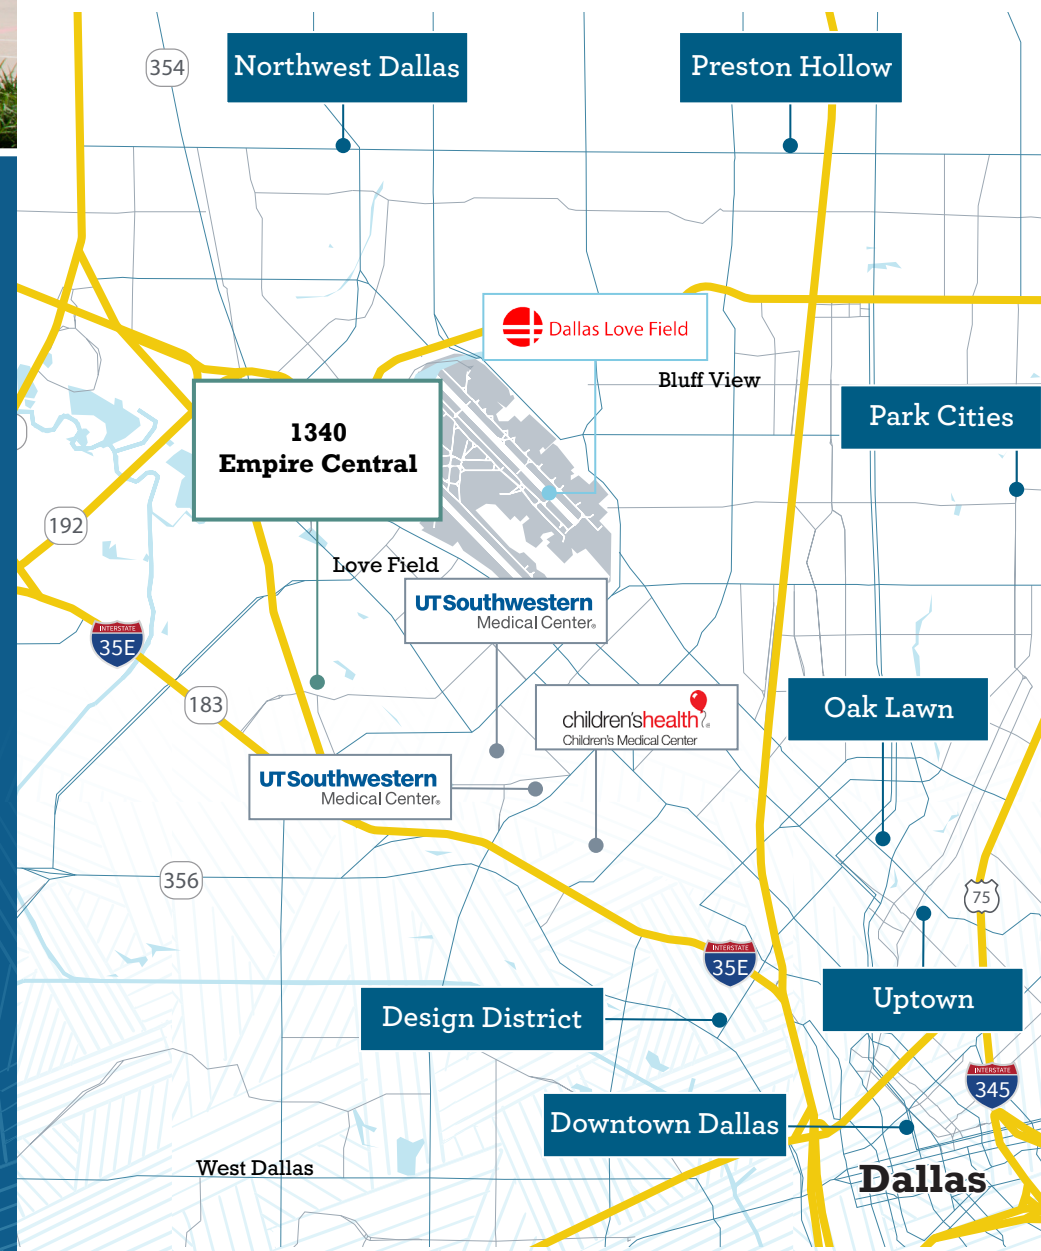 354
Northwest Dallas
Preston Hollow
Dallas Love Field
Bluff View
1340
Empire Central
Park Cities
192
Love Field
UTSouthwestern
Medical Center®
INTERSTATE
35E
183
children'shealth®
Children's Medical Center
Oak Lawn
UTSouthwestern
Medical Center®
356
75
INTERSTATE
35E
Uptown
Design District
INTERSTATE
345
Downtown Dallas
West Dallas
Dallas